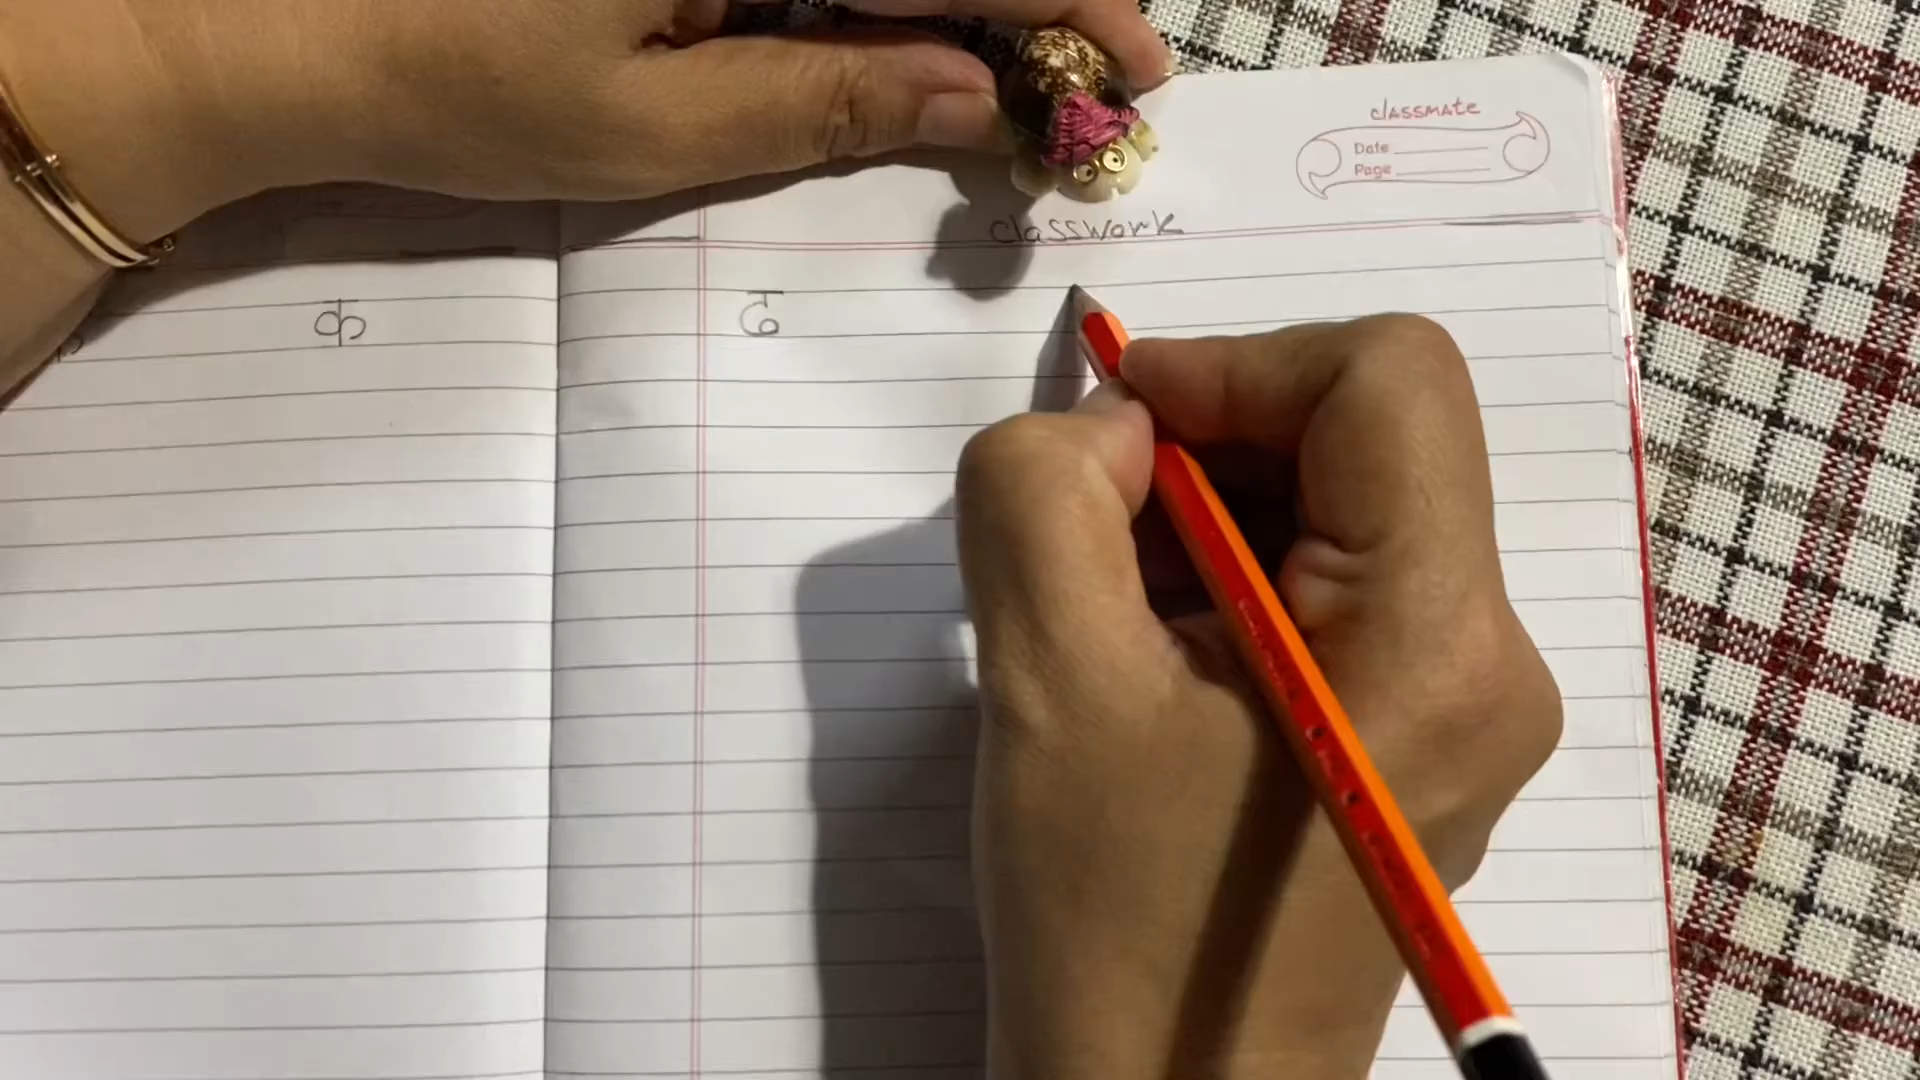 classmate
Date
Page
classwork
क
ढ